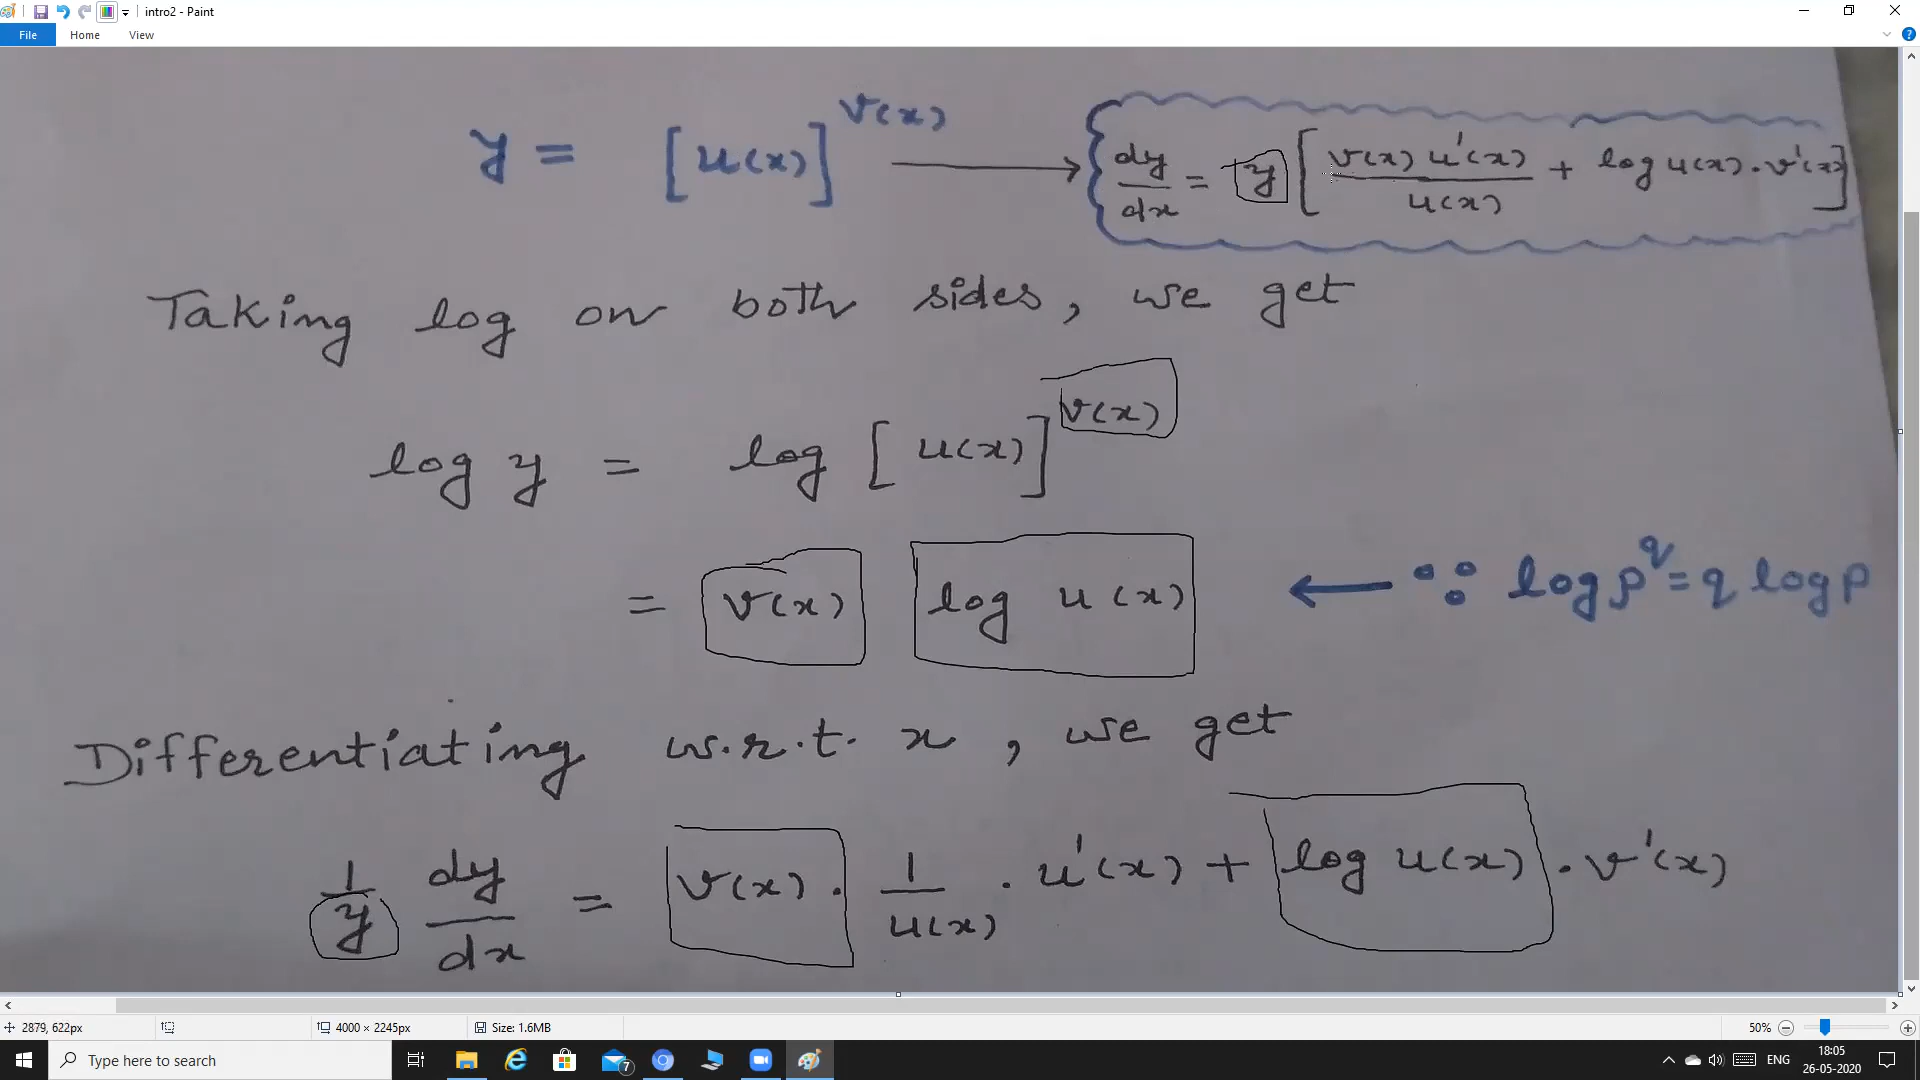 intro2 - Paint
File Home View
y = [u(x)]^v(x) → dy/dx = y [ v(x) u'(x) / u(x) + log u(x) . v'(x) ]
Taking log on both sides, we get
log y = log [ u(x) ]^v(x)
= v(x) log u(x) ← ∵ log p^q = q log p
Differentiating w.r.t. x, we get
1/y dy/dx = v(x) . 1/u(x) . u'(x) + log u(x) . v'(x)
2879, 622px 4000 × 2245px Size: 1.6MB 50%
Type here to search 7 ENG 18:05
26-05-2020